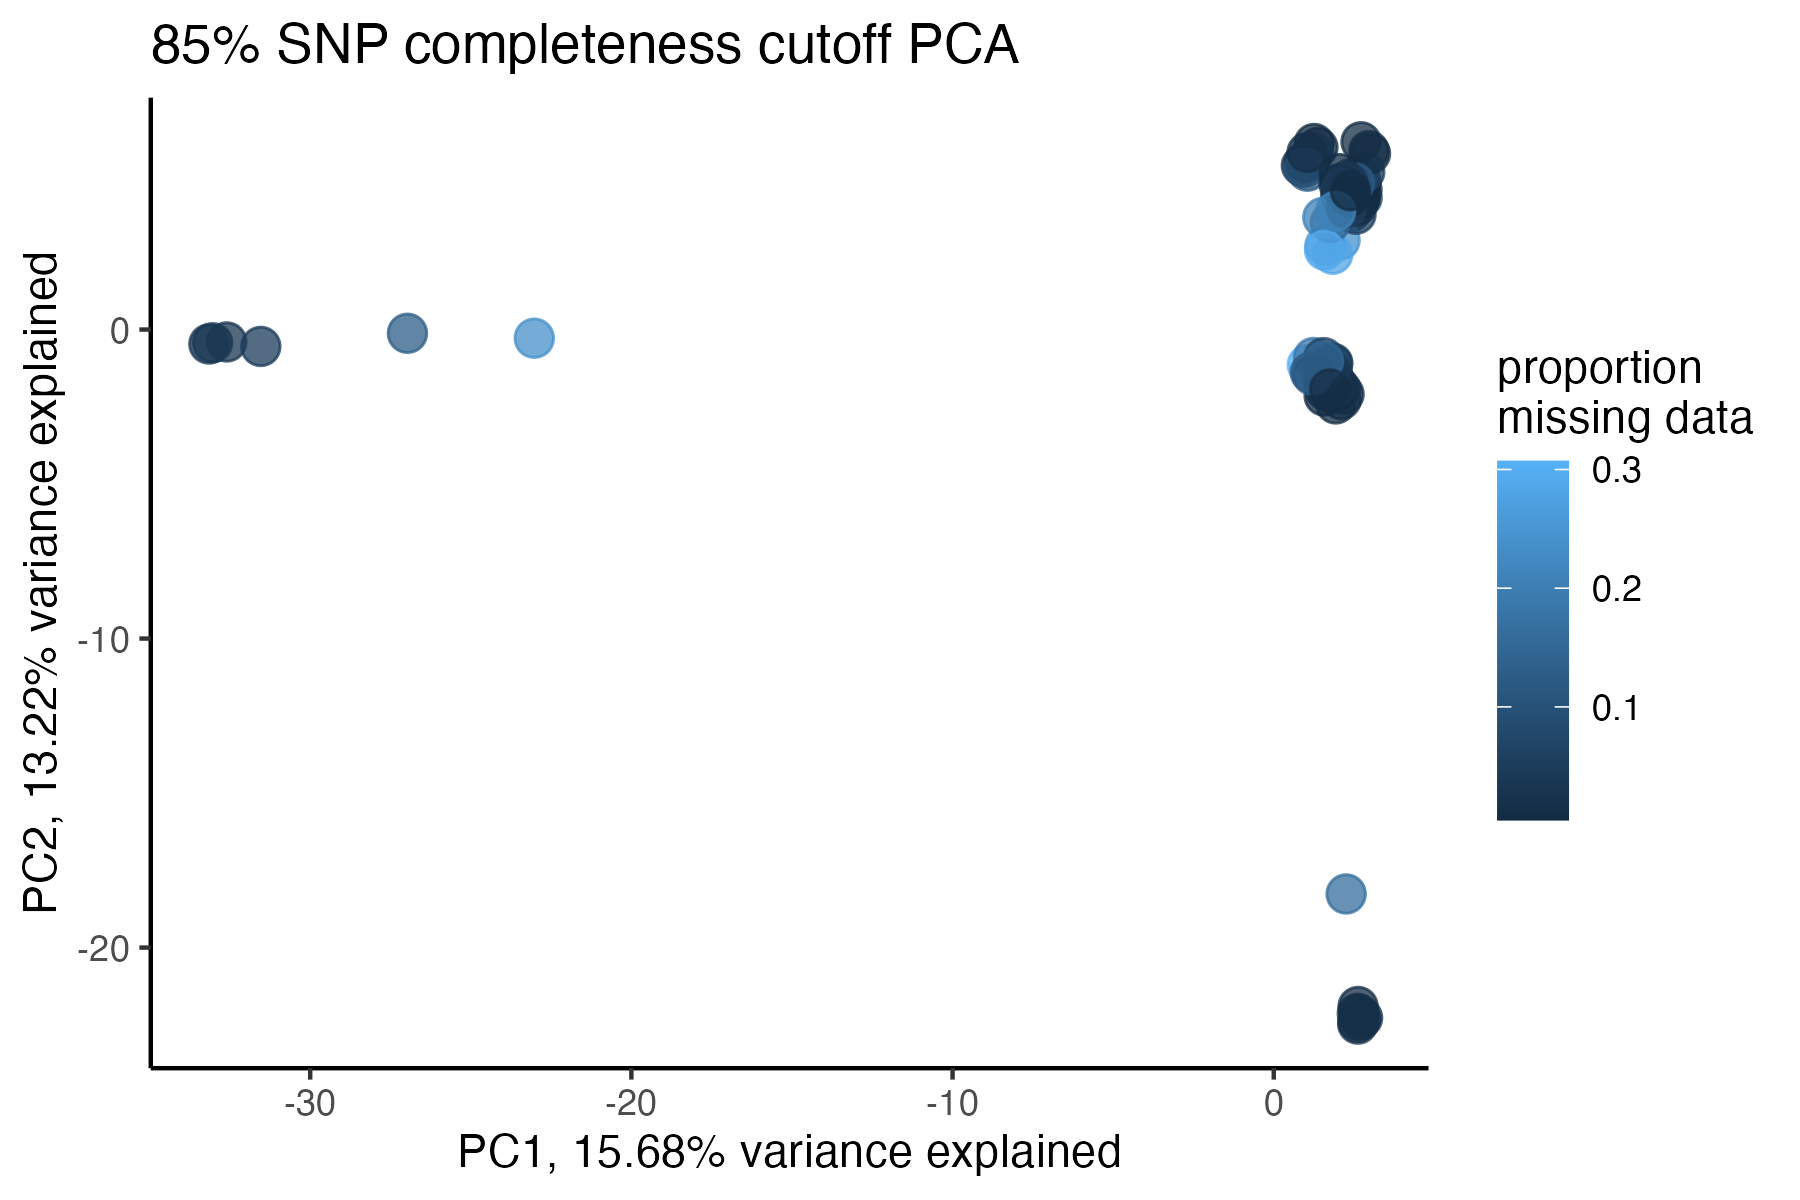 85% SNP completeness cutoff PCA
PC2, 13.22% variance explained
0
-10
-20
-30
-20
-10
0
PC1, 15.68% variance explained
proportion
missing data
0.3
0.2
0.1